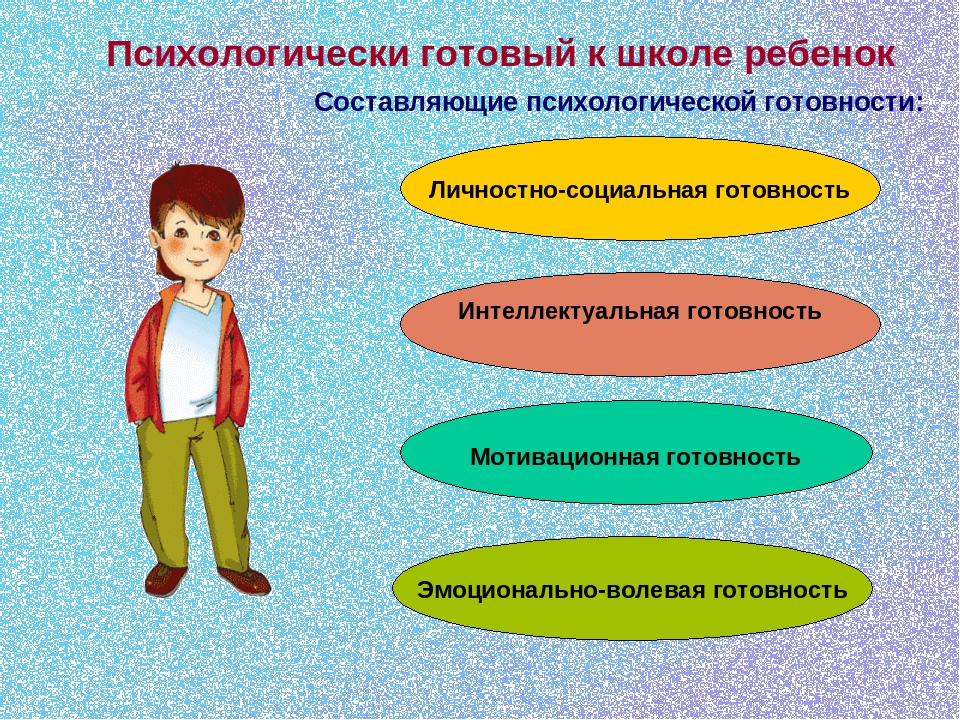 Психологически готовый к школе ребенок
Составляющие психологической готовности:
Личностно-социальная готовность
Интеллектуальная готовность
Мотивационная готовность
Эмоционально-волевая готовность